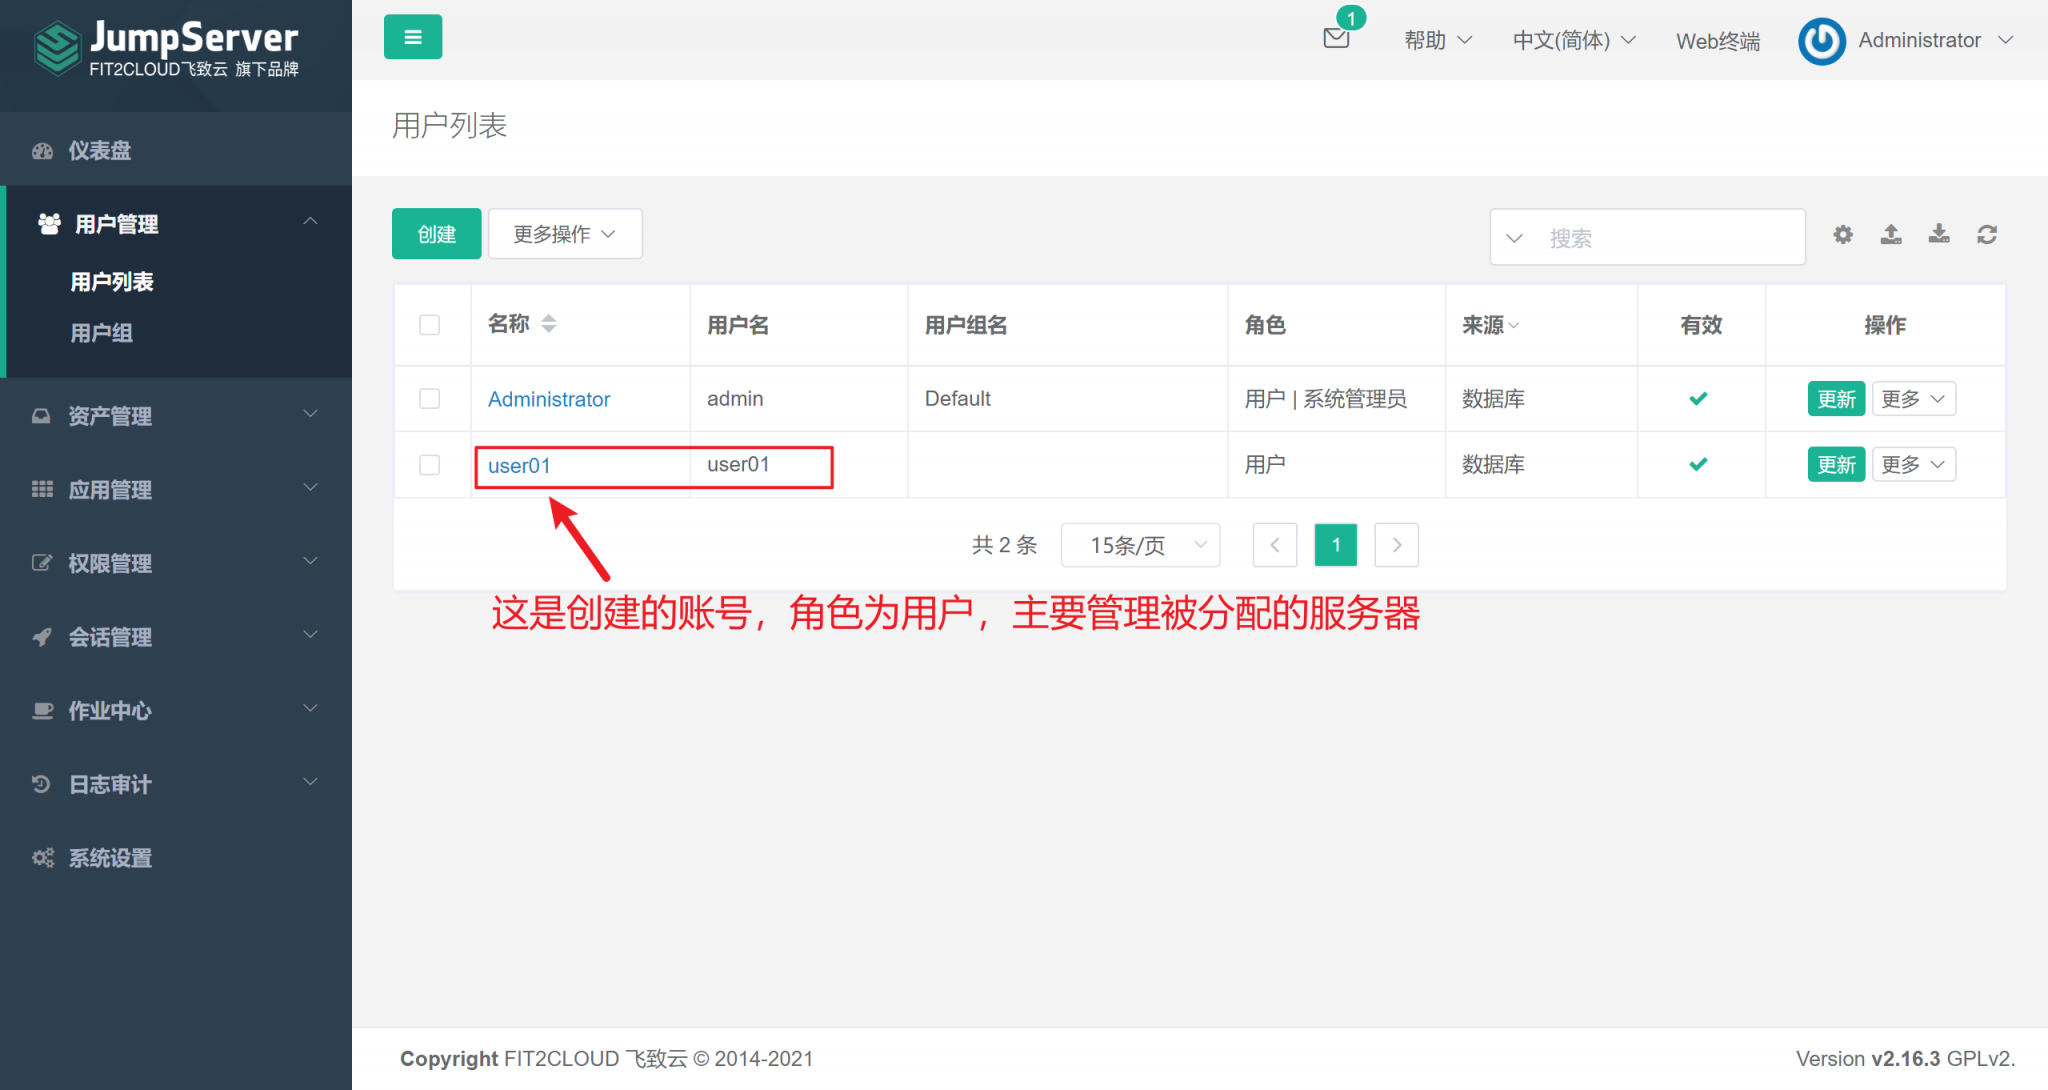 JumpServer
FIT2CLOUD飞致云 旗下品牌
1
帮助
中文(简体)
Web终端
Administrator
仪表盘
用户管理
用户列表
用户组
资产管理
应用管理
权限管理
会话管理
作业中心
日志审计
系统设置
用户列表
创建
更多操作
搜索
名称 用户名 用户组名 角色 来源 有效 操作
Administrator admin Default 用户 | 系统管理员 数据库 更新 更多
user01 user01 用户 数据库 更新 更多
共 2 条 15条/页 1
这是创建的账号，角色为用户，主要管理被分配的服务器
Copyright FIT2CLOUD 飞致云 © 2014-2021
Version v2.16.3 GPLv2.